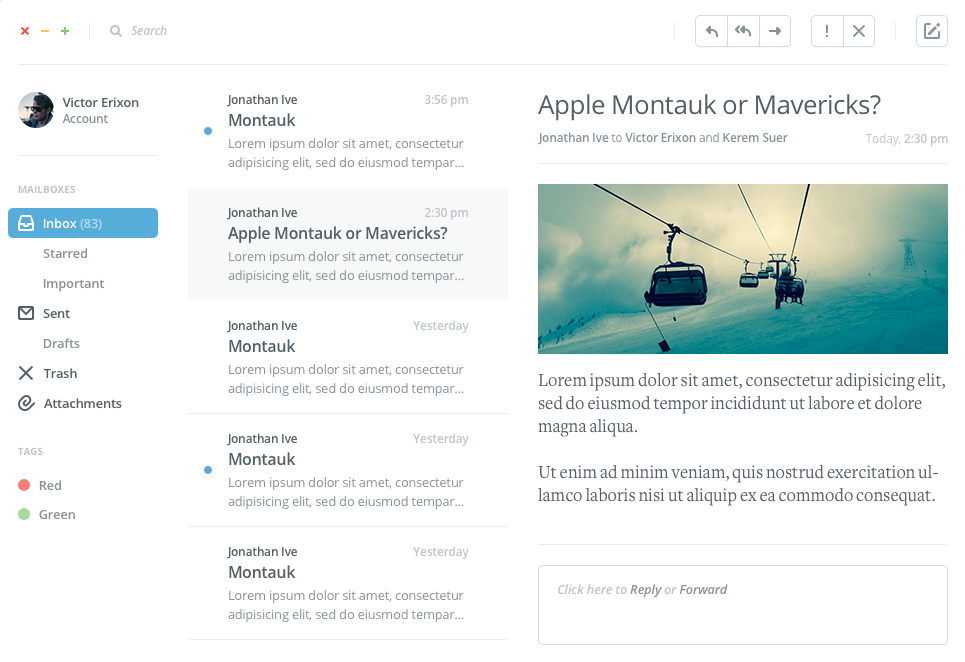 Search
Victor Erixon
Account
MAILBOXES
Inbox (83)
Starred
Important
Sent
Drafts
Trash
Attachments
TAGS
Red
Green
Jonathan Ive 3:56 pm
Montauk
Lorem ipsum dolor sit amet, consectetur
adipisicing elit, sed do eiusmod tempar...
Jonathan Ive 2:30 pm
Apple Montauk or Mavericks?
Lorem ipsum dolor sit amet, consectetur
adipisicing elit, sed do eiusmod tempar...
Jonathan Ive Yesterday
Montauk
Lorem ipsum dolor sit amet, consectetur
adipisicing elit, sed do eiusmod tempar...
Jonathan Ive Yesterday
Montauk
Lorem ipsum dolor sit amet, consectetur
adipisicing elit, sed do eiusmod tempar...
Jonathan Ive Yesterday
Montauk
Lorem ipsum dolor sit amet, consectetur
adipisicing elit, sed do eiusmod tempar...
Apple Montauk or Mavericks?
Jonathan Ive to Victor Erixon and Kerem Suer Today, 2:30 pm
Lorem ipsum dolor sit amet, consectetur adipisicing elit,
sed do eiusmod tempor incididunt ut labore et dolore
magna aliqua.
Ut enim ad minim veniam, quis nostrud exercitation ul-
lamco laboris nisi ut aliquip ex ea commodo consequat.
Click here to Reply or Forward